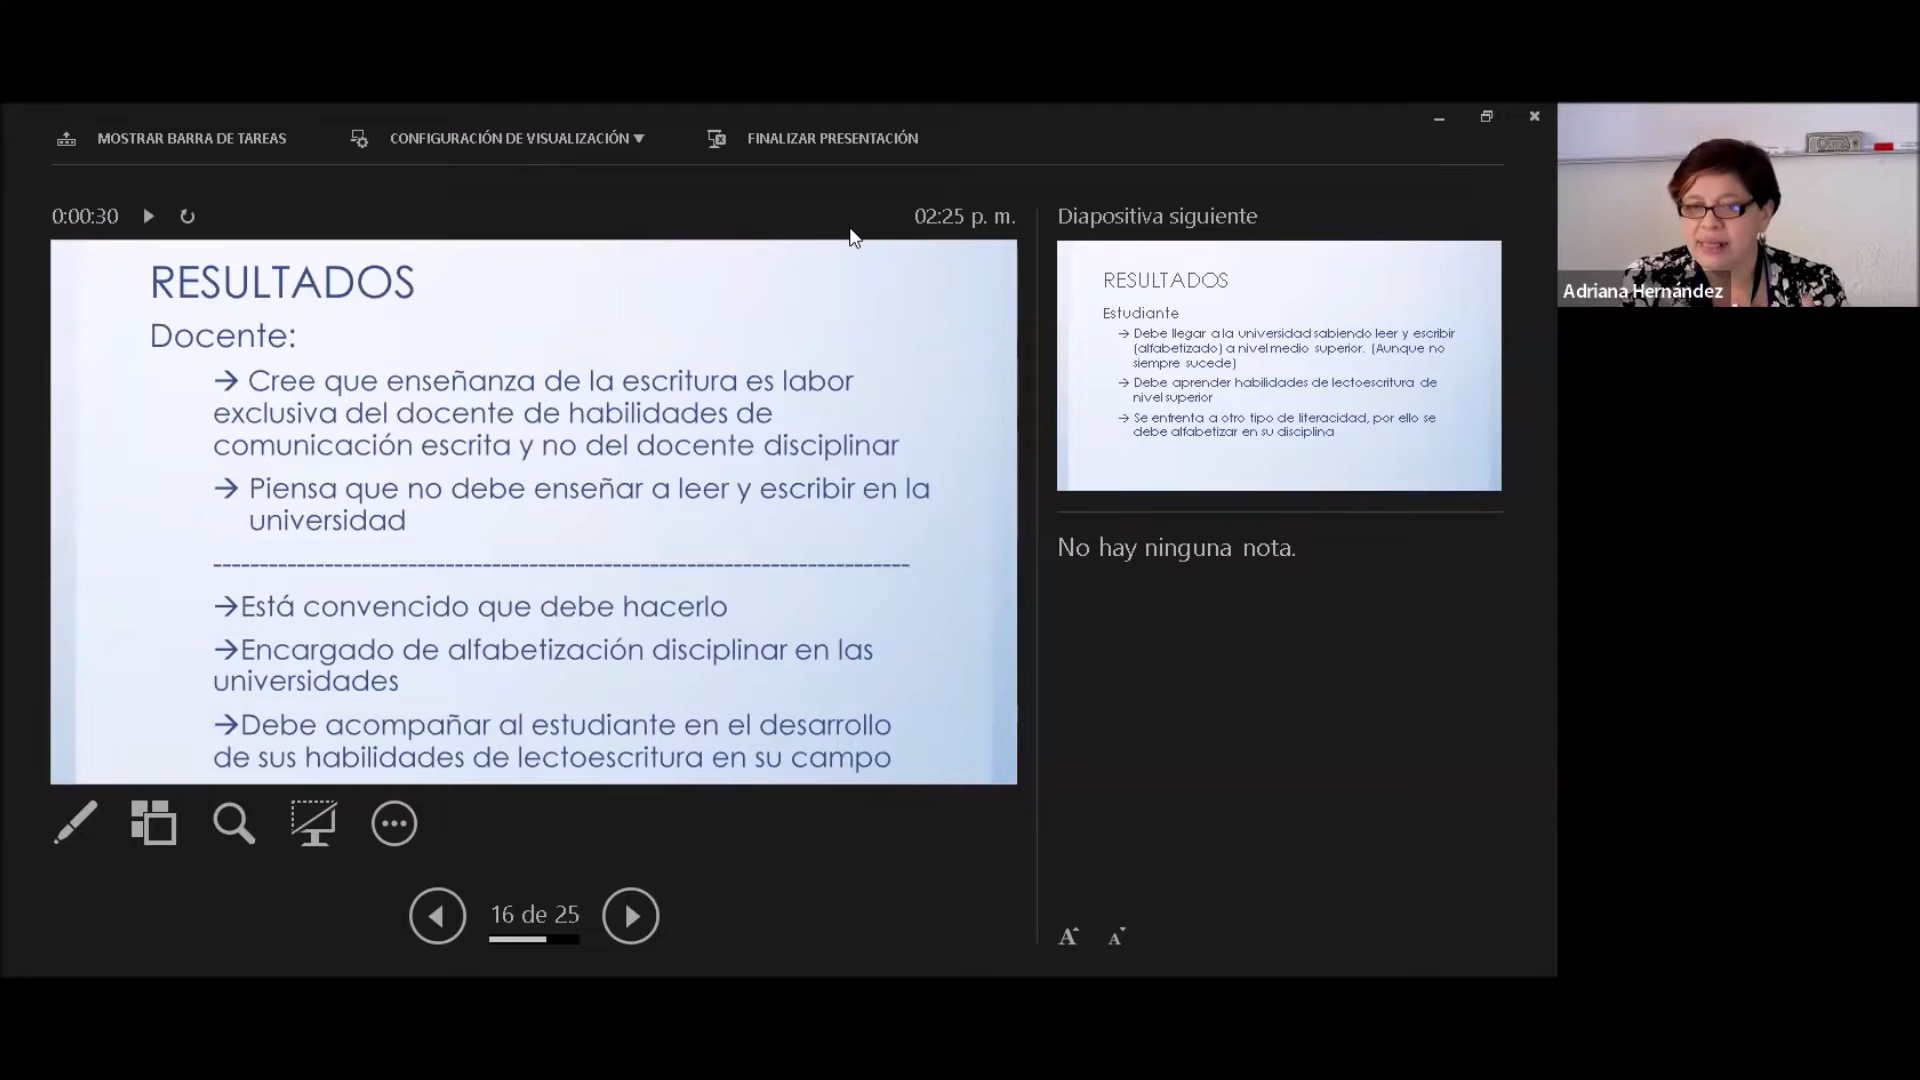 MOSTRAR BARRA DE TAREAS
CONFIGURACIÓN DE VISUALIZACIÓN
FINALIZAR PRESENTACIÓN
0:00:30
02:25 p. m.
RESULTADOS
Docente:
→ Cree que enseñanza de la escritura es labor
exclusiva del docente de habilidades de
comunicación escrita y no del docente disciplinar
→ Piensa que no debe enseñar a leer y escribir en la
universidad
---------------------------------------------------------------------------
→Está convencido que debe hacerlo
→Encargado de alfabetización disciplinar en las
universidades
→Debe acompañar al estudiante en el desarrollo
de sus habilidades de lectoescritura en su campo
16 de 25
Diapositiva siguiente
RESULTADOS
Estudiante
→ Debe llegar a la universidad sabiendo leer y escribir
(alfabetizado) a nivel medio superior. (Aunque no
siempre sucede)
→ Debe aprender habilidades de lectoescritura de
nivel superior
→ Se enfrenta a otro tipo de literacidad, por ello se
debe alfabetizar en su disciplina
No hay ninguna nota.
A A
Adriana Hernández